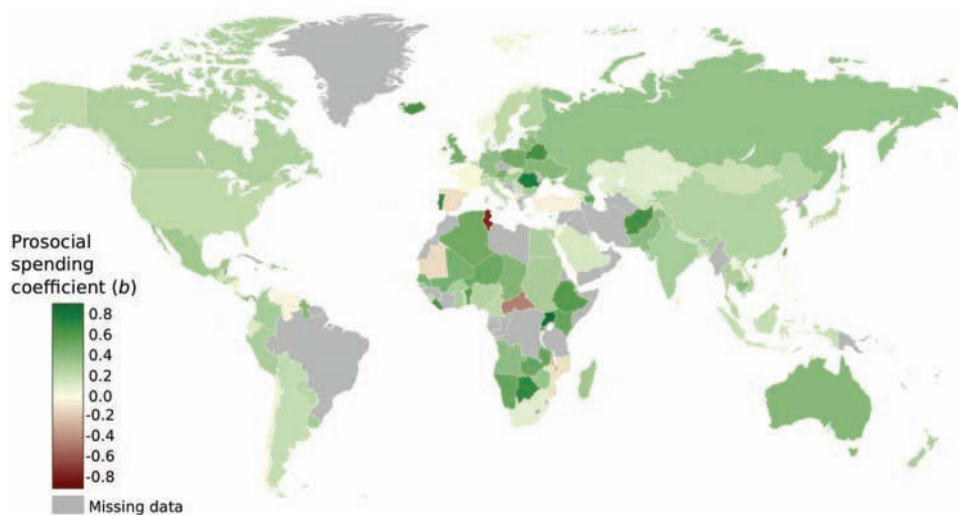 Prosocial
spending
coefficient (b)
0.8
0.6
0.4
0.2
0.0
-0.2
-0.4
-0.6
-0.8
Missing data